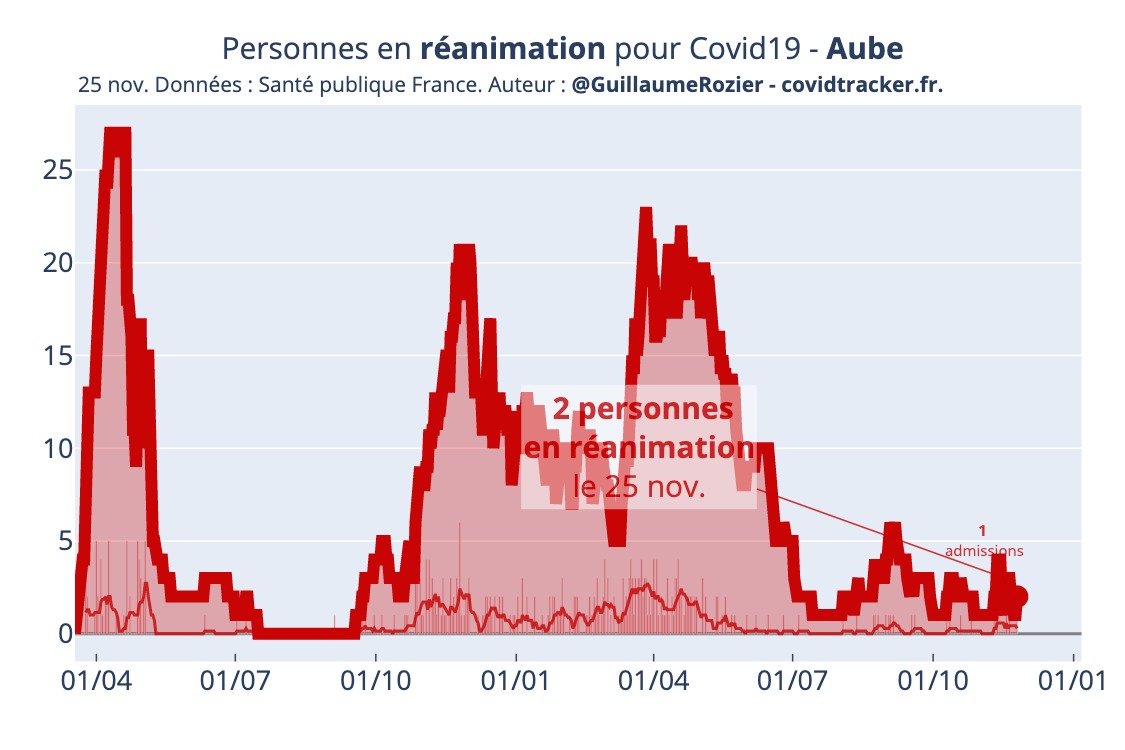 Personnes en réanimation pour Covid19 - Aube
25 nov. Données : Santé publique France. Auteur : @GuillaumeRozier - covidtracker.fr.
25
20
15
10
5
0
2 personnes
en réanimation
le 25 nov.
1
admissions
01/04 01/07 01/10 01/01 01/04 01/07 01/10 01/01